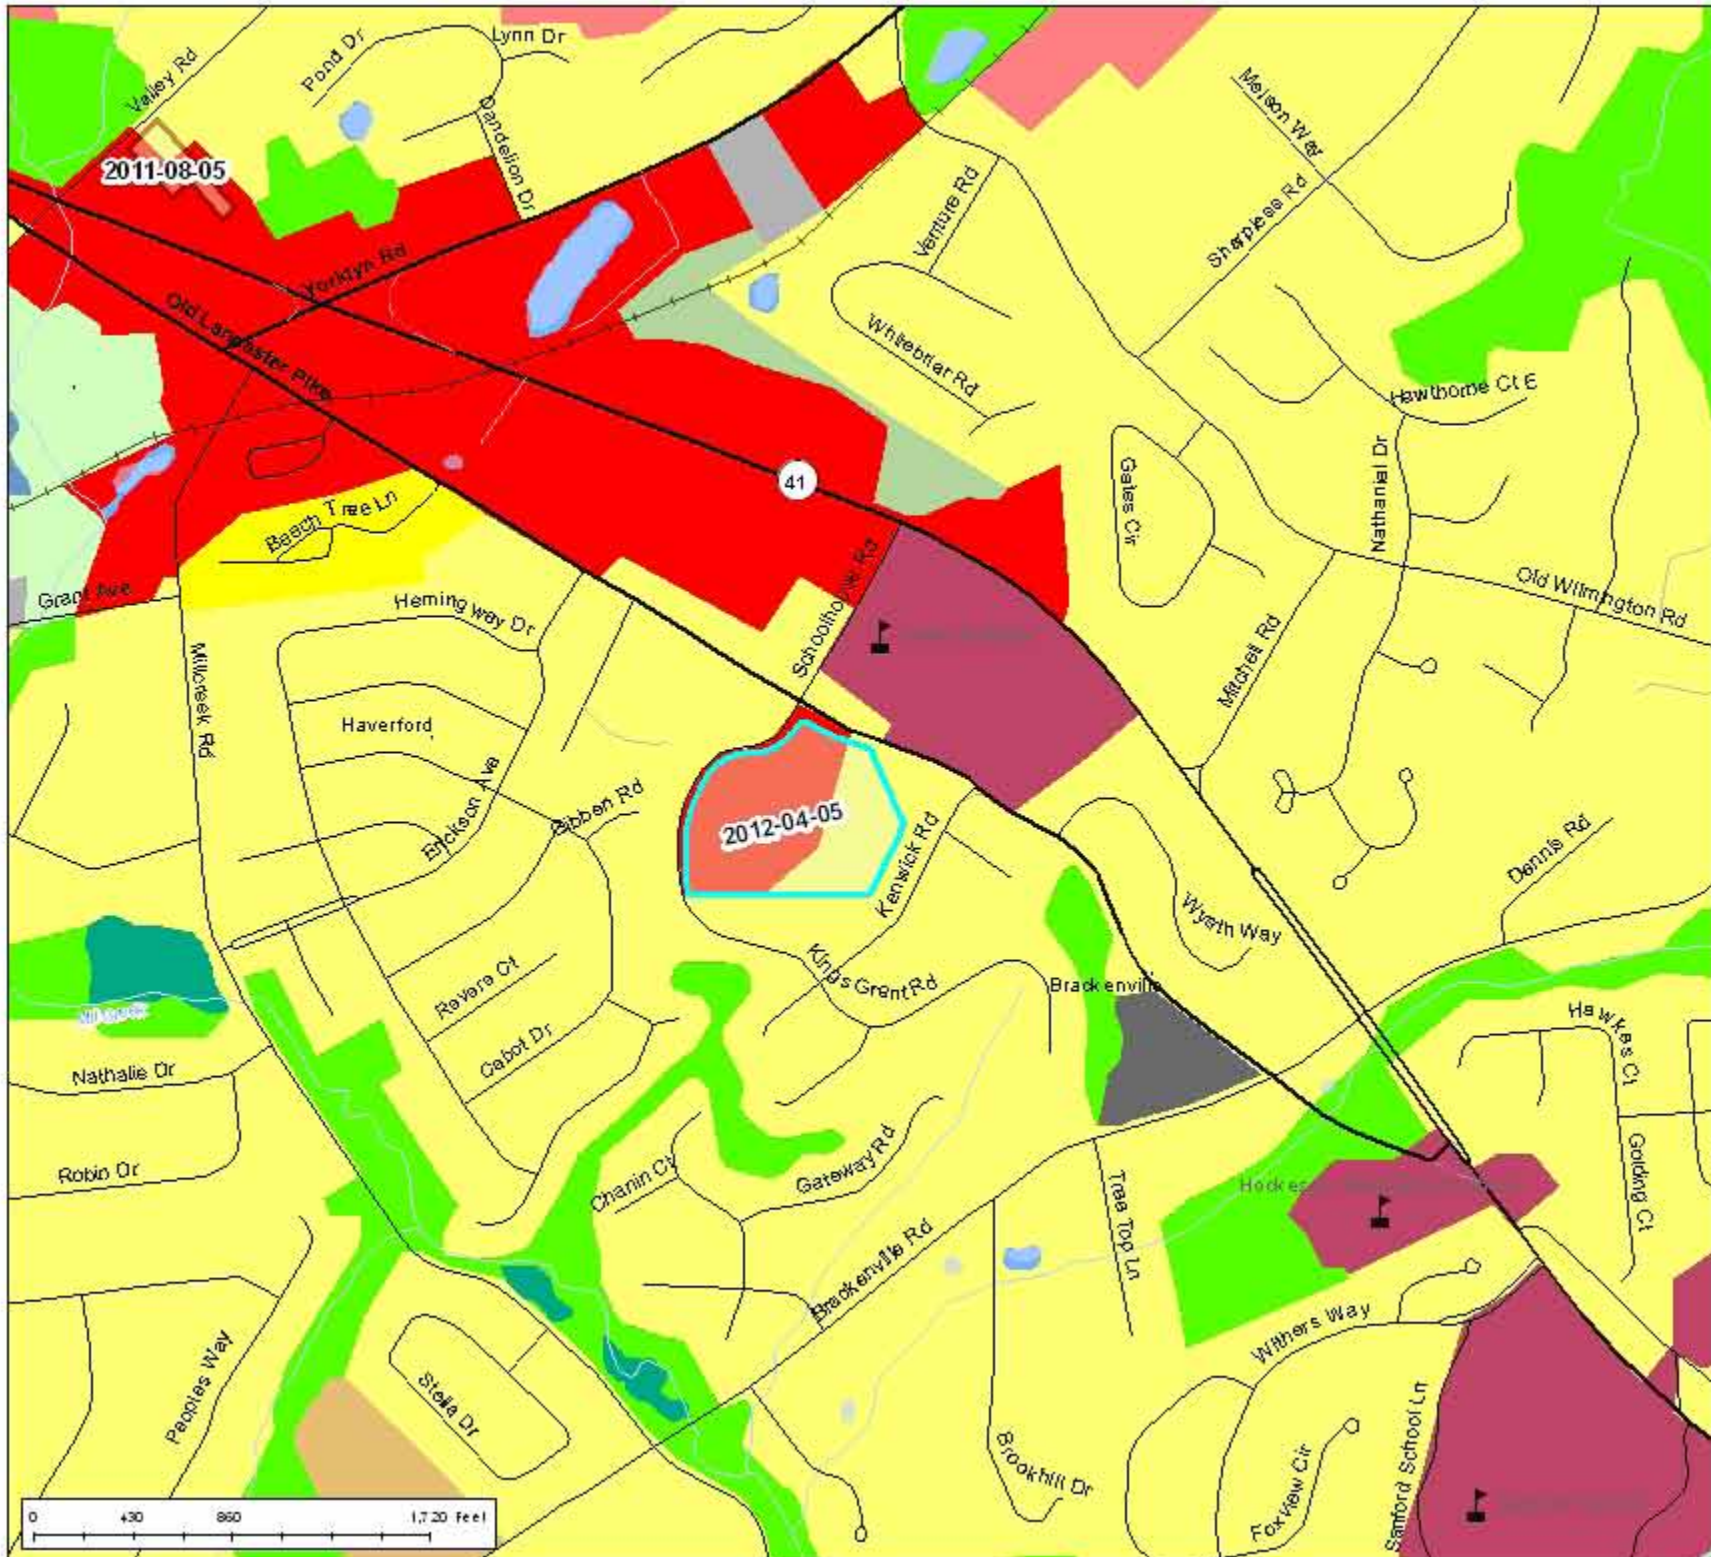 Lynn Dr
Pond Dr
Valley Rd
Melson Way
Dandelion Dr
2011-08-05
Venture Rd
Sharpless Rd
Yorklyn Rd
Old Lancaster Pike
Whitebriar Rd
Hawthorne Ct E
41
Gates Cir
Nathanial Dr
Beech Tree Ln
Grant Ave
Hemingway Dr
Schoolhouse Rd
Old Wilmington Rd
Mitchell Rd
Millcreek Rd
Haverford
Erickson Ave
Gibben Rd
2012-04-05
Kenwick Rd
Dennis Rd
Wyeth Way
Kings Grant Rd
Brackenville
Revere Ct
Cabot Dr
Hawkes Ct
Nathalie Dr
Robin Dr
Chanin Ct
Gateway Rd
Tree Top Ln
Golding Ct
Brackenville Rd
Withers Way
Peoples Way
Stella Dr
Brookhill Dr
Foxview Cir
Sanford School Ln
0 430 860 1,720 Feet